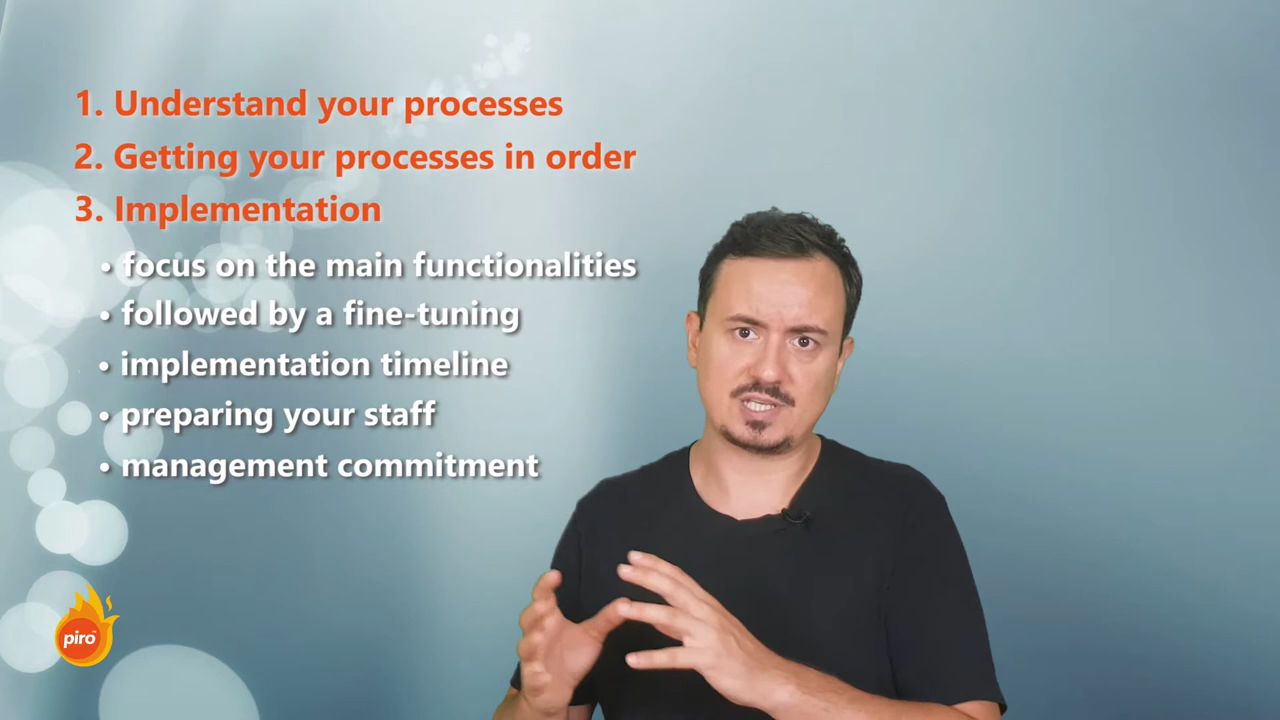 1. Understand your processes
2. Getting your processes in order
3. Implementation
• focus on the main functionalities
• followed by a fine-tuning
• implementation timeline
• preparing your staff
• management commitment
piro